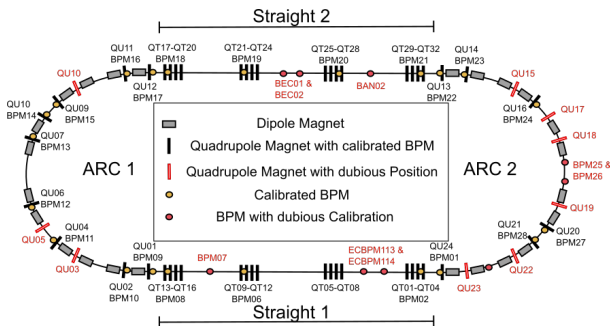 Straight 2
QU11
BPM16
QT17-QT20
BPM18
QT21-QT24
BPM19
QT25-QT28
BPM20
QT29-QT32
BPM21
QU14
BPM23
QU10
QU12
BPM17
BEC01 &
BEC02
BAN02
QU13
BPM22
QU15
QU16
BPM24
QU10
BPM14
QU09
BPM15
QU17
QU18
QU07
BPM13
ARC 1
ARC 2
BPM25 &
BPM26
Dipole Magnet
Quadrupole Magnet with calibrated BPM
Quadrupole Magnet with dubious Position
Calibrated BPM
BPM with dubious Calibration
QU06
BPM12
QU05
QU04
BPM11
QU03
QU19
QU21
BPM28
QU20
BPM27
QU22
QU23
QU01
BPM09
BPM07
ECBPM113 &
ECBPM114
QU24
BPM01
QU02
BPM10
QT13-QT16
BPM08
QT09-QT12
BPM06
QT05-QT08
QT01-QT04
BPM02
Straight 1